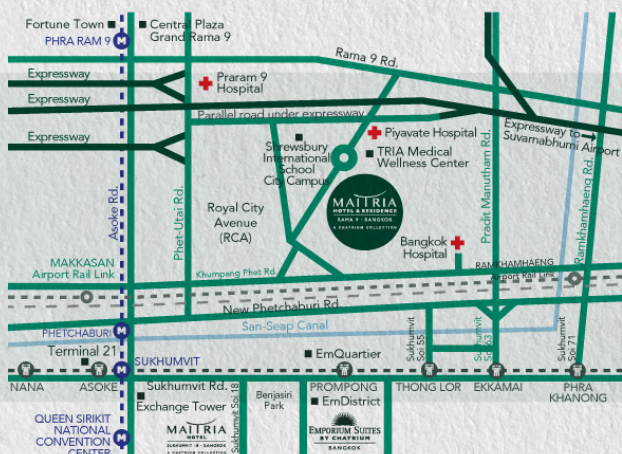 Fortune Town
PHRA RAM 9
M
Central Plaza
Grand Rama 9
Rama 9 Rd.
Expressway
Praram 9
Hospital
Expressway
Parallel road under expressway
Expressway to
Suvarnabhumi Airport
Expressway
Shrewsbury
International
School
City Campus
Piyavate Hospital
TRIA Medical
Wellness Center
Asoke Rd.
Phet-Utai Rd.
Pradit Manutham Rd.
Ramkhamhaeng Rd.
Royal City
Avenue
(RCA)
MAITRIA
HOTEL & RESIDENCE
RAMA 9 - BANGKOK
A CHATRIUM COLLECTION
Bangkok
Hospital
MAKKASAN
Airport Rail Link
Khumpang Phet Rd.
RAMKHAMHAENG
Airport Rail Link
New Phetchaburi Rd.
San-Seap Canal
PHETCHABURI
M
Terminal 21
SUKHUMVIT
M
EmQuartier
Sukhumvit
Soi 55
Sukhumvit
Soi 63
Sukhumvit
Soi 71
NANA
ASOKE
Sukhumvit Rd.
PROMPONG
THONG LOR
EKKAMAI
PHRA
KHANONG
Exchange Tower
Sukhumvit Soi 18
Benjasiri
Park
EmDistrict
QUEEN SIRIKIT
NATIONAL
CONVENTION
CENTER
M
MAITRIA
HOTEL
SUKHUMVIT 18 - BANGKOK
A CHATRIUM COLLECTION
EMPORIUM SUITES
BY CHATRIUM
BANGKOK